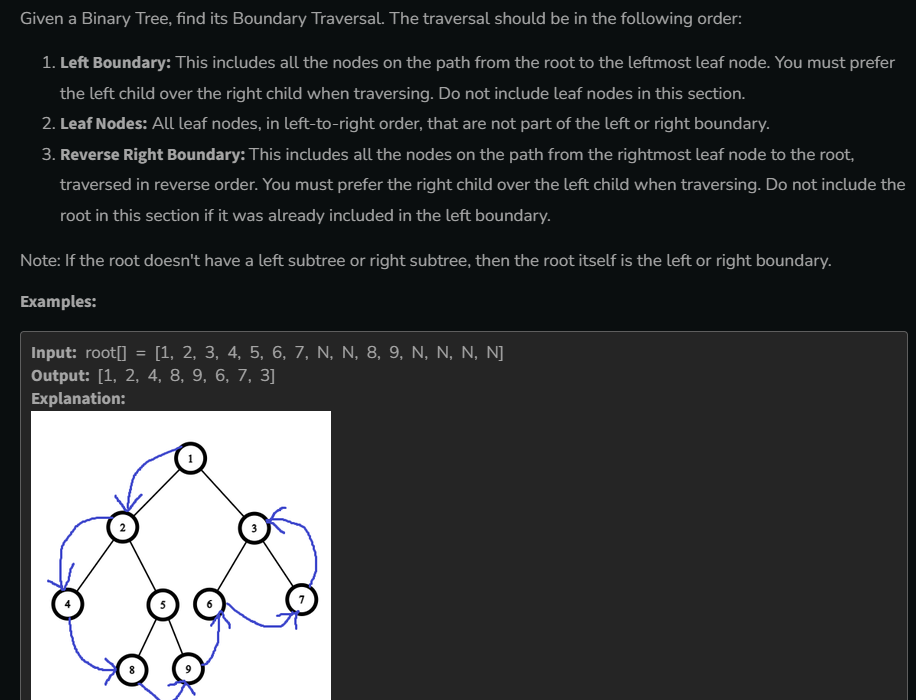 Given a Binary Tree, find its Boundary Traversal. The traversal should be in the following order:
1. Left Boundary: This includes all the nodes on the path from the root to the leftmost leaf node. You must prefer
the left child over the right child when traversing. Do not include leaf nodes in this section.
2. Leaf Nodes: All leaf nodes, in left-to-right order, that are not part of the left or right boundary.
3. Reverse Right Boundary: This includes all the nodes on the path from the rightmost leaf node to the root,
traversed in reverse order. You must prefer the right child over the left child when traversing. Do not include the
root in this section if it was already included in the left boundary.
Note: If the root doesn't have a left subtree or right subtree, then the root itself is the left or right boundary.
Examples:
Input: root[] = [1, 2, 3, 4, 5, 6, 7, N, N, 8, 9, N, N, N, N]
Output: [1, 2, 4, 8, 9, 6, 7, 3]
Explanation:
1
2 3
4 5 6 7
8 9